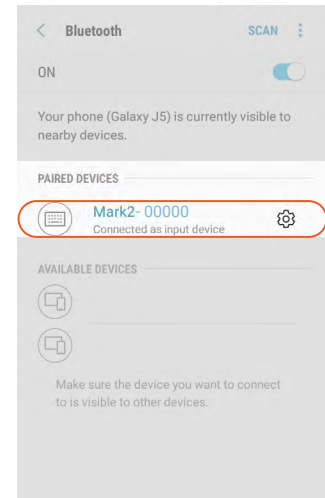 Bluetooth SCAN
ON
Your phone (Galaxy J5) is currently visible to
nearby devices.
PAIRED DEVICES
Mark2- 00000
Connected as input device
AVAILABLE DEVICES
Make sure the device you want to connect
to is visible to other devices.